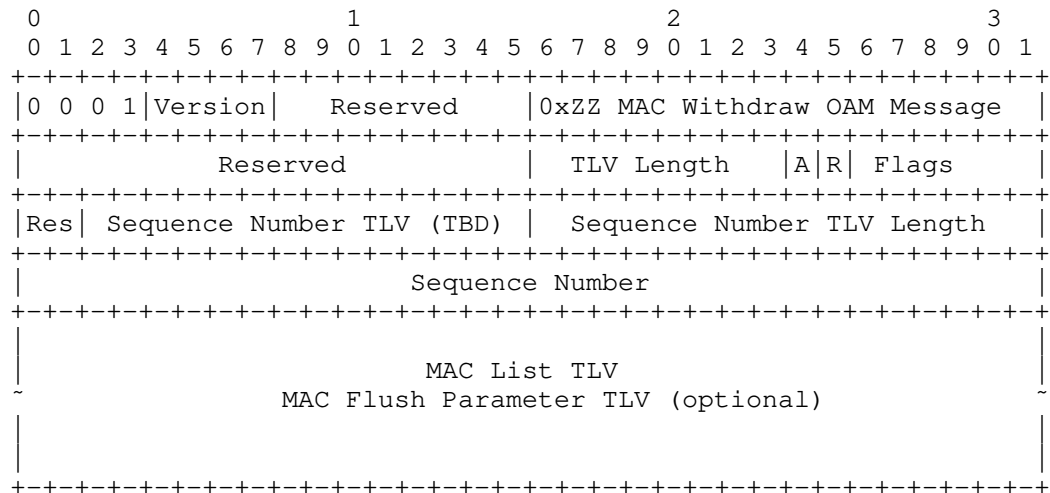 0                   1                   2                   3
 0 1 2 3 4 5 6 7 8 9 0 1 2 3 4 5 6 7 8 9 0 1 2 3 4 5 6 7 8 9 0 1
+-+-+-+-+-+-+-+-+-+-+-+-+-+-+-+-+-+-+-+-+-+-+-+-+-+-+-+-+-+-+-+-+
|0 0 0 1|Version|   Reserved    |0xZZ MAC Withdraw OAM Message  |
+-+-+-+-+-+-+-+-+-+-+-+-+-+-+-+-+-+-+-+-+-+-+-+-+-+-+-+-+-+-+-+-+
|            Reserved           |  TLV Length   |A|R| Flags     |
+-+-+-+-+-+-+-+-+-+-+-+-+-+-+-+-+-+-+-+-+-+-+-+-+-+-+-+-+-+-+-+-+
|Res| Sequence Number TLV (TBD) |  Sequence Number TLV Length   |
+-+-+-+-+-+-+-+-+-+-+-+-+-+-+-+-+-+-+-+-+-+-+-+-+-+-+-+-+-+-+-+-+
|                        Sequence Number                        |
+-+-+-+-+-+-+-+-+-+-+-+-+-+-+-+-+-+-+-+-+-+-+-+-+-+-+-+-+-+-+-+-+
|                                                               |
|                         MAC List TLV                          |
~                MAC Flush Parameter TLV (optional)             ~
|                                                               |
|                                                               |
+-+-+-+-+-+-+-+-+-+-+-+-+-+-+-+-+-+-+-+-+-+-+-+-+-+-+-+-+-+-+-+-+